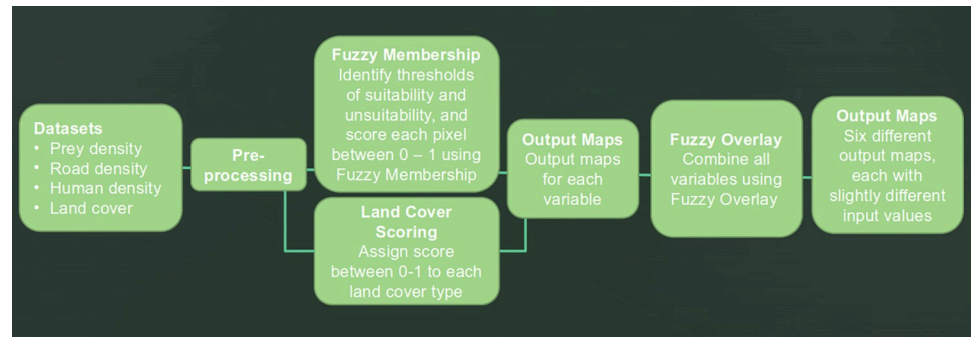 Datasets
• Prey density
• Road density
• Human density
• Land cover
Pre-
processing
Fuzzy Membership
Identify thresholds
of suitability and
unsuitability, and
score each pixel
between 0 – 1 using
Fuzzy Membership
Land Cover
Scoring
Assign score
between 0-1 to each
land cover type
Output Maps
Output maps
for each
variable
Fuzzy Overlay
Combine all
variables using
Fuzzy Overlay
Output Maps
Six different
output maps,
each with
slightly different
input values